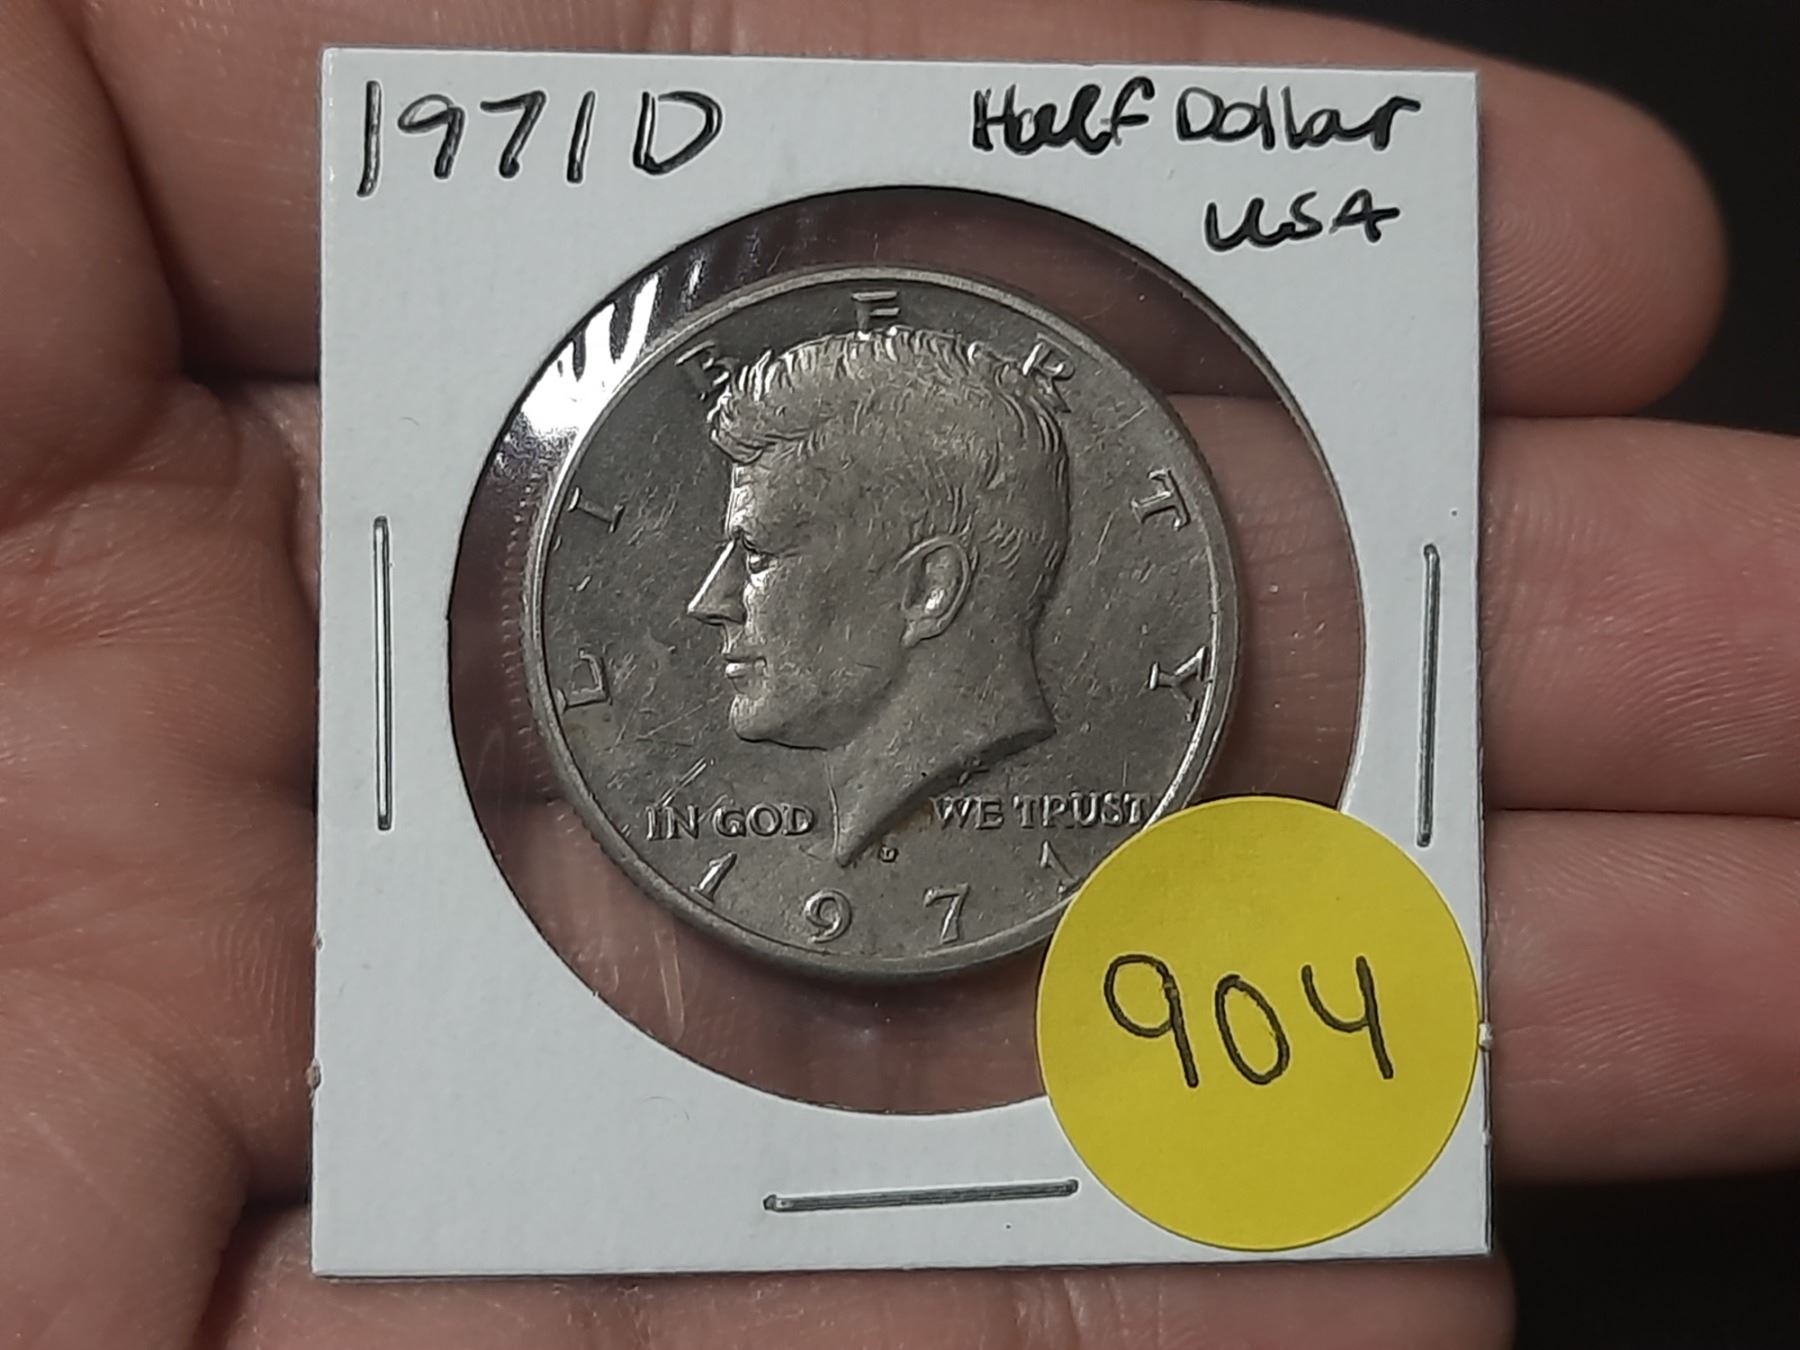 1971D
Half Dollar
USA
LIBERTY
IN GOD WE TRUST
G
1971
904